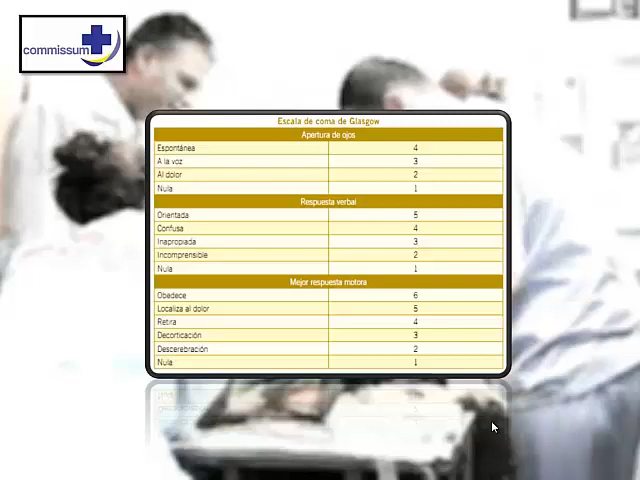 commissum
Escala de coma de Glasgow
Apertura de ojos
Espontánea 4
A la voz 3
Al dolor 2
Nula 1
Respuesta verbal
Orientada 5
Confusa 4
Inapropiada 3
Incomprensible 2
Nula 1
Mejor respuesta motora
Obedece 6
Localiza al dolor 5
Retira 4
Decorticación 3
Descerebración 2
Nula 1